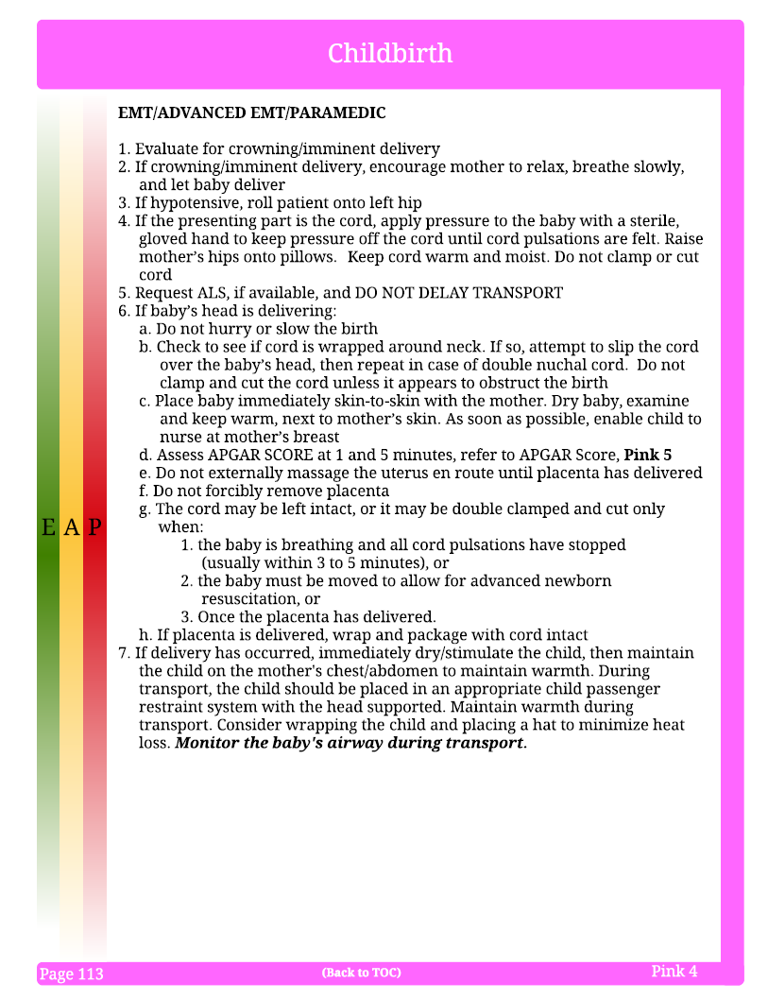 Childbirth
EMT/ADVANCED EMT/PARAMEDIC
1. Evaluate for crowning/imminent delivery
2. If crowning/imminent delivery, encourage mother to relax, breathe slowly,
and let baby deliver
3. If hypotensive, roll patient onto left hip
4. If the presenting part is the cord, apply pressure to the baby with a sterile,
gloved hand to keep pressure off the cord until cord pulsations are felt. Raise
mother’s hips onto pillows.  Keep cord warm and moist. Do not clamp or cut
cord
5. Request ALS, if available, and DO NOT DELAY TRANSPORT
6. If baby’s head is delivering:
a. Do not hurry or slow the birth
b. Check to see if cord is wrapped around neck. If so, attempt to slip the cord
over the baby’s head, then repeat in case of double nuchal cord.  Do not
clamp and cut the cord unless it appears to obstruct the birth
c. Place baby immediately skin-to-skin with the mother. Dry baby, examine
and keep warm, next to mother’s skin. As soon as possible, enable child to
nurse at mother’s breast
d. Assess APGAR SCORE at 1 and 5 minutes, refer to APGAR Score, Pink 5
e. Do not externally massage the uterus en route until placenta has delivered
f. Do not forcibly remove placenta
g. The cord may be left intact, or it may be double clamped and cut only
when:
1. the baby is breathing and all cord pulsations have stopped
(usually within 3 to 5 minutes), or
2. the baby must be moved to allow for advanced newborn
resuscitation, or
3. Once the placenta has delivered.
h. If placenta is delivered, wrap and package with cord intact
7. If delivery has occurred, immediately dry/stimulate the child, then maintain
the child on the mother's chest/abdomen to maintain warmth. During
transport, the child should be placed in an appropriate child passenger
restraint system with the head supported. Maintain warmth during
transport. Consider wrapping the child and placing a hat to minimize heat
loss. Monitor the baby's airway during transport.
E A P
Page 113
(Back to TOC)
Pink 4